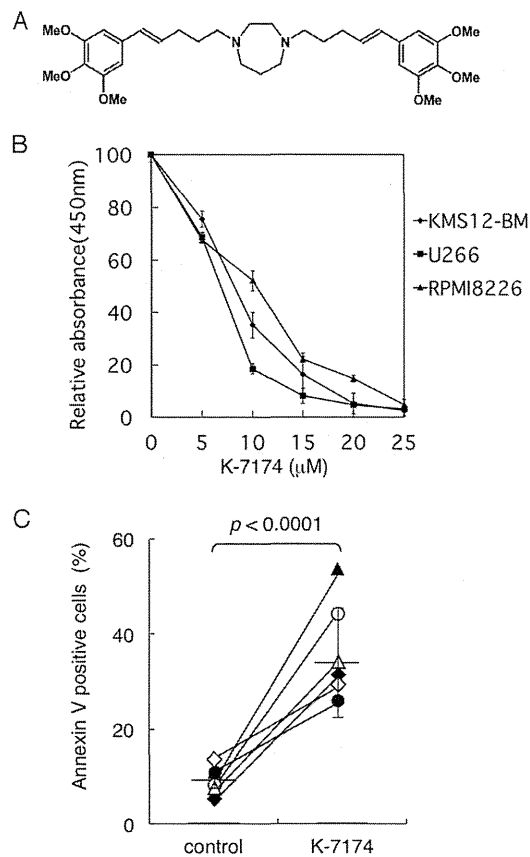 A
MeO
MeO
OMe
N
N
OMe
OMe
OMe
B
Relative absorbance(450nm)
100
80
60
40
20
0
0 5 10 15 20 25
K-7174 (μM)
KMS12-BM
U266
RPMI8226
C
p < 0.0001
Annexin V positive cells (%)
60
40
20
0
control K-7174